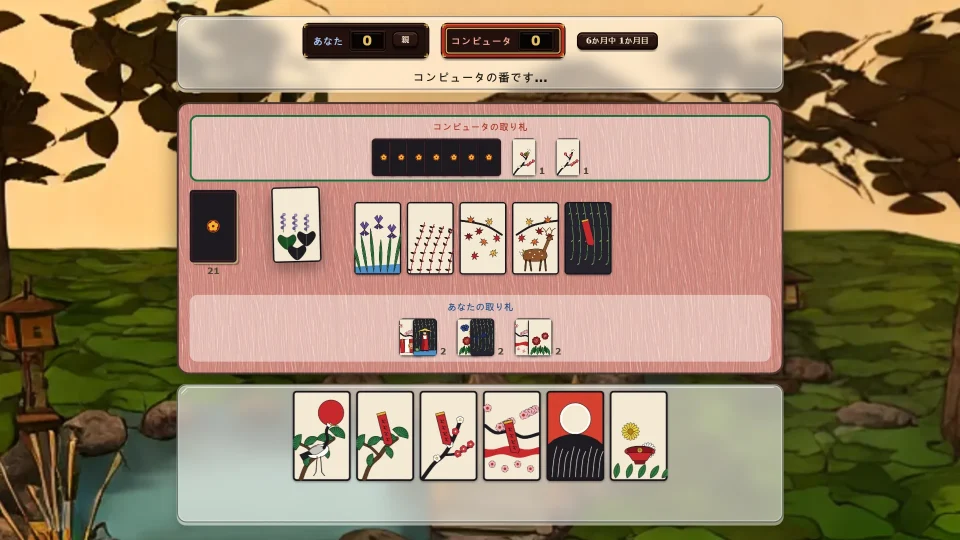 あなた 0 親
コンピュータ 0
6か月中 1か月目
コンピュータの番です...
コンピュータの取り札
1
1
21
あなたの取り札
2
2
2